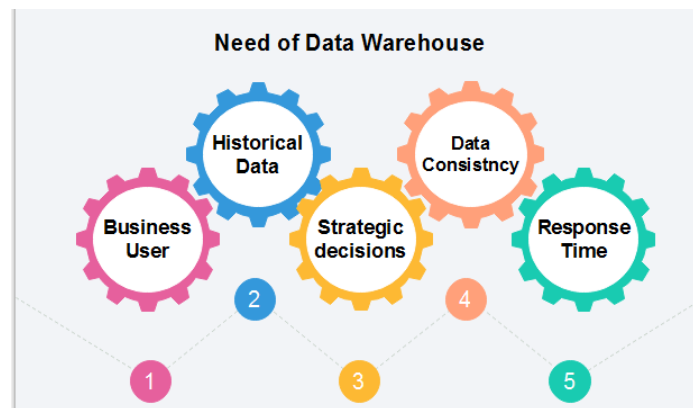 Need of Data Warehouse
Historical
Data
Data
Consistncy
Business
User
Strategic
decisions
Response
Time
2
4
1
3
5